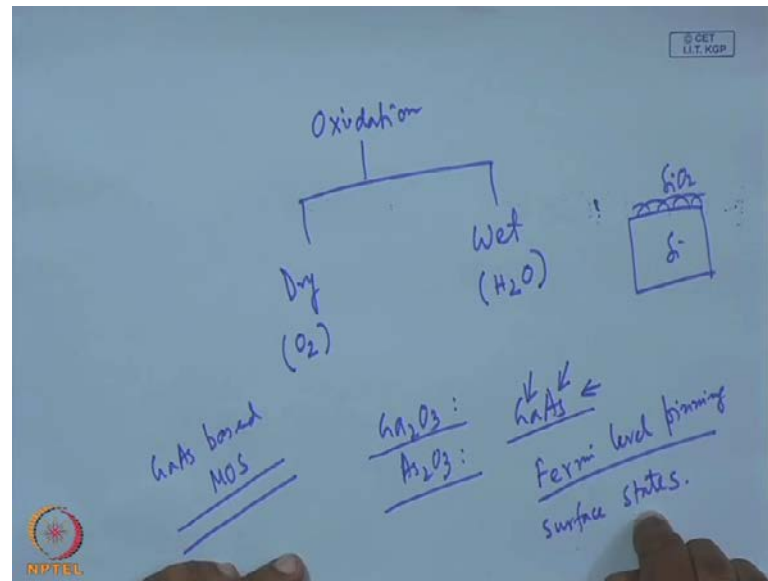 © CET
I.I.T. KGP
Oxidation
Dry
(O2)
Wet
(H2O)
SiO2
Si
GaAs based
MOS
Ga2O3 :
As2O3 :
GaAs
Fermi level pinning
surface states.
NPTEL